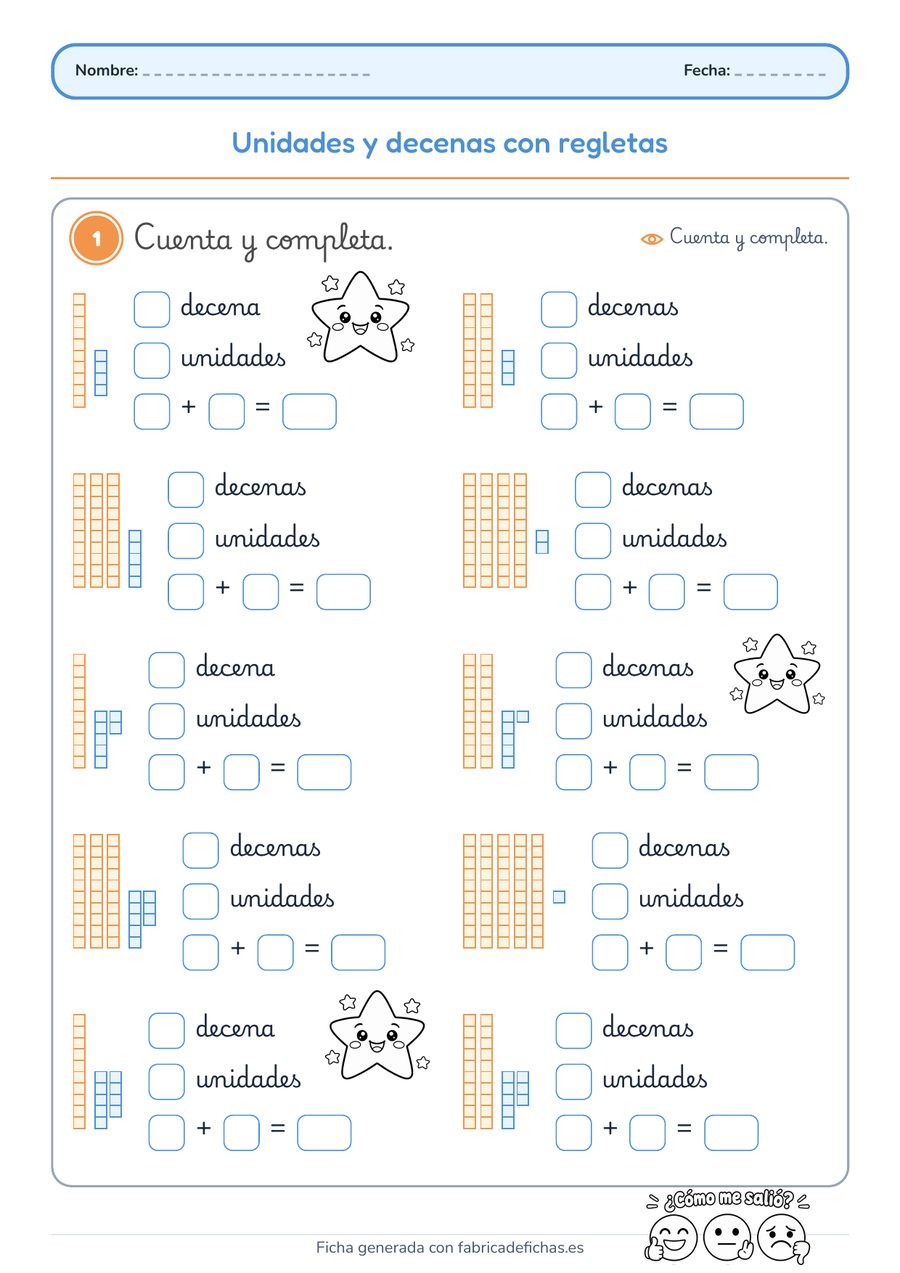 Nombre: Fecha:
Unidades y decenas con regletas
1 Cuenta y completa. Cuenta y completa.
decena decenas
unidades unidades
+ = + =
decenas decenas
unidades unidades
+ = + =
decena decenas
unidades unidades
+ = + =
decenas decenas
unidades unidades
+ = + =
decena decenas
unidades unidades
+ = + =
¿Cómo me salió?
Ficha generada con fabricadefichas.es